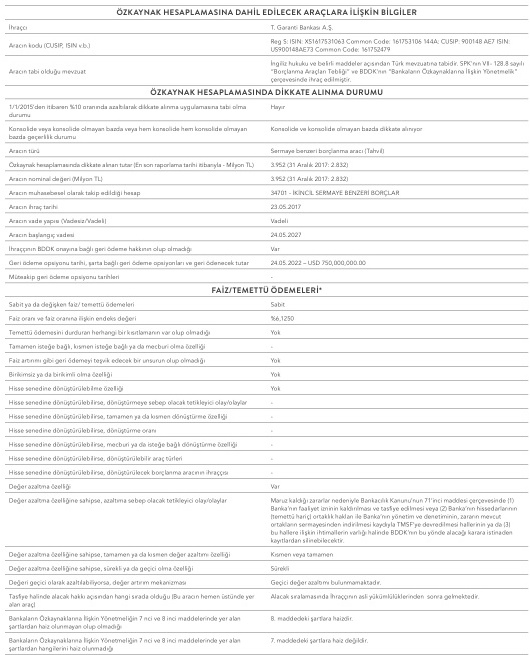 ÖZKAYNAK HESAPLAMASINA DAHİL EDİLECEK ARAÇLARA İLİŞKİN BİLGİLER
İhraççı T. Garanti Bankası A.Ş.
Aracın kodu (CUSIP, ISIN v.b.) Reg S: ISIN: XS1617531063 Common Code: 161753106 144A: CUSIP: 900148 AE7 ISIN:
US900148AE73 Common Code: 161752479
Aracın tabi olduğu mevzuat İngiliz hukuku ve belirli maddeler açısından Türk mevzuatına tabidir. SPK'nın VII- 128.8 sayılı
"Borçlanma Araçları Tebliği" ve BDDK'nın "Bankaların Özkaynaklarına İlişkin Yönetmelik"
çerçevesinde ihraç edilmiştir.
ÖZKAYNAK HESAPLAMASINDA DİKKATE ALINMA DURUMU
1/1/2015'den itibaren %10 oranında azaltılarak dikkate alınma uygulamasına tabi olma
durumu Hayır
Konsolide veya konsolide olmayan bazda veya hem konsolide hem konsolide olmayan
bazda geçerlilik durumu Konsolide ve konsolide olmayan bazda dikkate alınıyor
Aracın türü Sermaye benzeri borçlanma aracı (Tahvil)
Özkaynak hesaplamasında dikkate alınan tutar (En son raporlama tarihi itibarıyla - Milyon TL) 3.952 (31 Aralık 2017: 2.832)
Aracın nominal değeri (Milyon TL) 3.952 (31 Aralık 2017: 2.832)
Aracın muhasebesel olarak takip edildiği hesap 34701 - İKİNCİL SERMAYE BENZERİ BORÇLAR
Aracın ihraç tarihi 23.05.2017
Aracın vade yapısı (Vadesiz/Vadeli) Vadeli
Aracın başlangıç vadesi 24.05.2027
İhraççının BDDK onayına bağlı geri ödeme hakkının olup olmadığı Var
Geri ödeme opsiyonu tarihi, şarta bağlı geri ödeme opsiyonları ve geri ödenecek tutar 24.05.2022 – USD 750,000,000.00
Müteakip geri ödeme opsiyonu tarihleri -
FAİZ/TEMETTÜ ÖDEMELERİ*
Sabit ya da değişken faiz/ temettü ödemeleri Sabit
Faiz oranı ve faiz oranına ilişkin endeks değeri %6,1250
Temettü ödemesini durduran herhangi bir kısıtlamanın var olup olmadığı Yok
Tamamen isteğe bağlı, kısmen isteğe bağlı ya da mecburi olma özelliği -
Faiz artırımı gibi geri ödemeyi teşvik edecek bir unsurun olup olmadığı Yok
Birikimsiz ya da birikimli olma özelliği Yok
Hisse senedine dönüştürülebilme özelliği Yok
Hisse senedine dönüştürülebilirse, dönüştürmeye sebep olacak tetikleyici olay/olaylar -
Hisse senedine dönüştürülebilirse, tamamen ya da kısmen dönüştürme özelliği -
Hisse senedine dönüştürülebilirse, dönüştürme oranı -
Hisse senedine dönüştürülebilirse, mecburi ya da isteğe bağlı dönüştürme özelliği -
Hisse senedine dönüştürülebilirse, dönüştürülebilir araç türleri -
Hisse senedine dönüştürülebilirse, dönüştürülecek borçlanma aracının ihraççısı -
Değer azaltma özelliği Var
Değer azaltma özelliğine sahipse, azaltıma sebep olacak tetikleyici olay/olaylar Maruz kaldığı zararlar nedeniyle Bankacılık Kanunu'nun 71'inci maddesi çerçevesinde (1)
Banka'nın faaliyet izninin kaldırılması ve tasfiye edilmesi veya (2) Banka'nın hissedarlarının
(temettü hariç) ortaklık hakları ile Banka'nın yönetim ve denetiminin, zararın mevcut
ortakların sermayesinden indirilmesi kaydıyla TMSF'ye devredilmesi hallerinin ya da (3)
bu hallere ilişkin ihtimallerin varlığı halinde BDDK'nın bu yönde alacağı karara istinaden
kayıtlardan silinebilecektir.
Değer azaltma özelliğine sahipse, tamamen ya da kısmen değer azaltımı özelliği Kısmen veya tamamen
Değer azaltma özelliğine sahipse, sürekli ya da geçici olma özelliği Sürekli
Değeri geçici olarak azaltılabiliyorsa, değer artırım mekanizması Geçici değer azaltımı bulunmamaktadır.
Tasfiye halinde alacak hakkı açısından hangi sırada olduğu (Bu aracın hemen üstünde yer
alan araç) Alacak sıralamasında İhraççının asli yükümlülüklerinden sonra gelmektedir.
Bankaların Özkaynaklarına İlişkin Yönetmeliğin 7 nci ve 8 inci maddelerinde yer alan
şartlardan haiz olunmayan olup olmadığı 8. maddedeki şartlara haizdir.
Bankaların Özkaynaklarına İlişkin Yönetmeliğin 7 nci ve 8 inci maddelerinde yer alan
şartlardan hangilerini haiz olunmadığı 7. maddedeki şartlara haiz değildir.